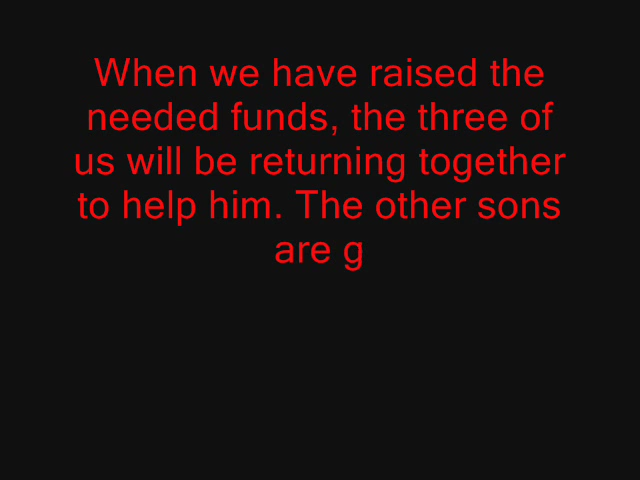 When we have raised the
needed funds, the three of
us will be returning together
to help him. The other sons
are g